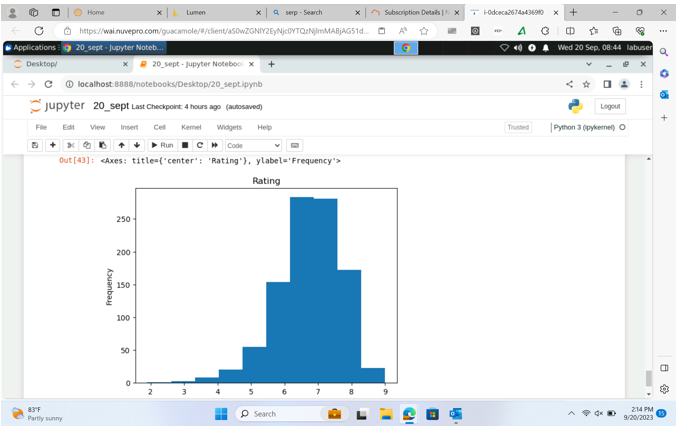 Home
Lumen
serp - Search
Subscription Details |
i-0dceca2674a4369f0
https://wai.nuvepro.com/guacamole/#/client/aS0wZGNlY2EyNjc0YTQzNjlmMABjAG51d...
Applications
20_sept - Jupyter Noteb...
Wed 20 Sep, 08:44 labuser
Desktop/
20_sept - Jupyter Notebook
localhost:8888/notebooks/Desktop/20_sept.ipynb
jupyter 20_sept Last Checkpoint: 4 hours ago (autosaved)
Logout
File Edit View Insert Cell Kernel Widgets Help
Trusted
Python 3 (ipykernel)
Run
Code
Out[43]: <Axes: title={'center': 'Rating'}, ylabel='Frequency'>
Rating
250
200
150
100
50
0
Frequency
2 3 4 5 6 7 8 9
83°F
Partly sunny
Search
2:14 PM
9/20/2023
15